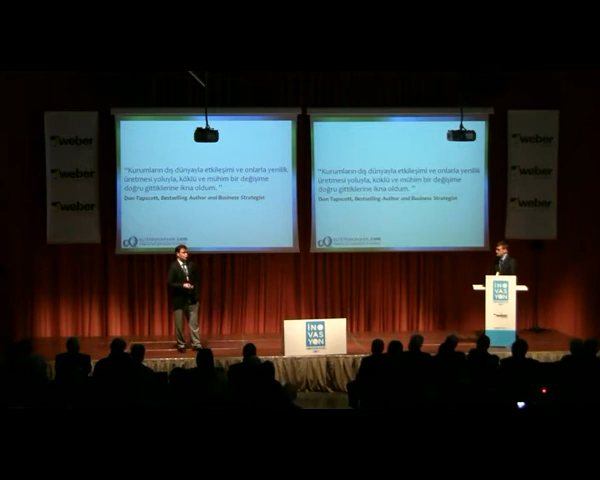 weber
weber
weber
"Kurumların dış dünyayla etkileşimi ve onlarla yenilik
üretmesi yoluyla, köklü ve mühim bir değişime
doğru gittiklerine ikna oldum. "
Don Tapscott, Bestselling Author and Business Strategist
"Kurumların dış dünyayla etkileşimi ve onlarla yenilik
üretmesi yoluyla, köklü ve mühim bir değişime
doğru gittiklerine ikna oldum. "
Don Tapscott, Bestselling Author and Business Strategist
weber
weber
weber
İNO
VAS
YON
weber
İNO
VAS
YON